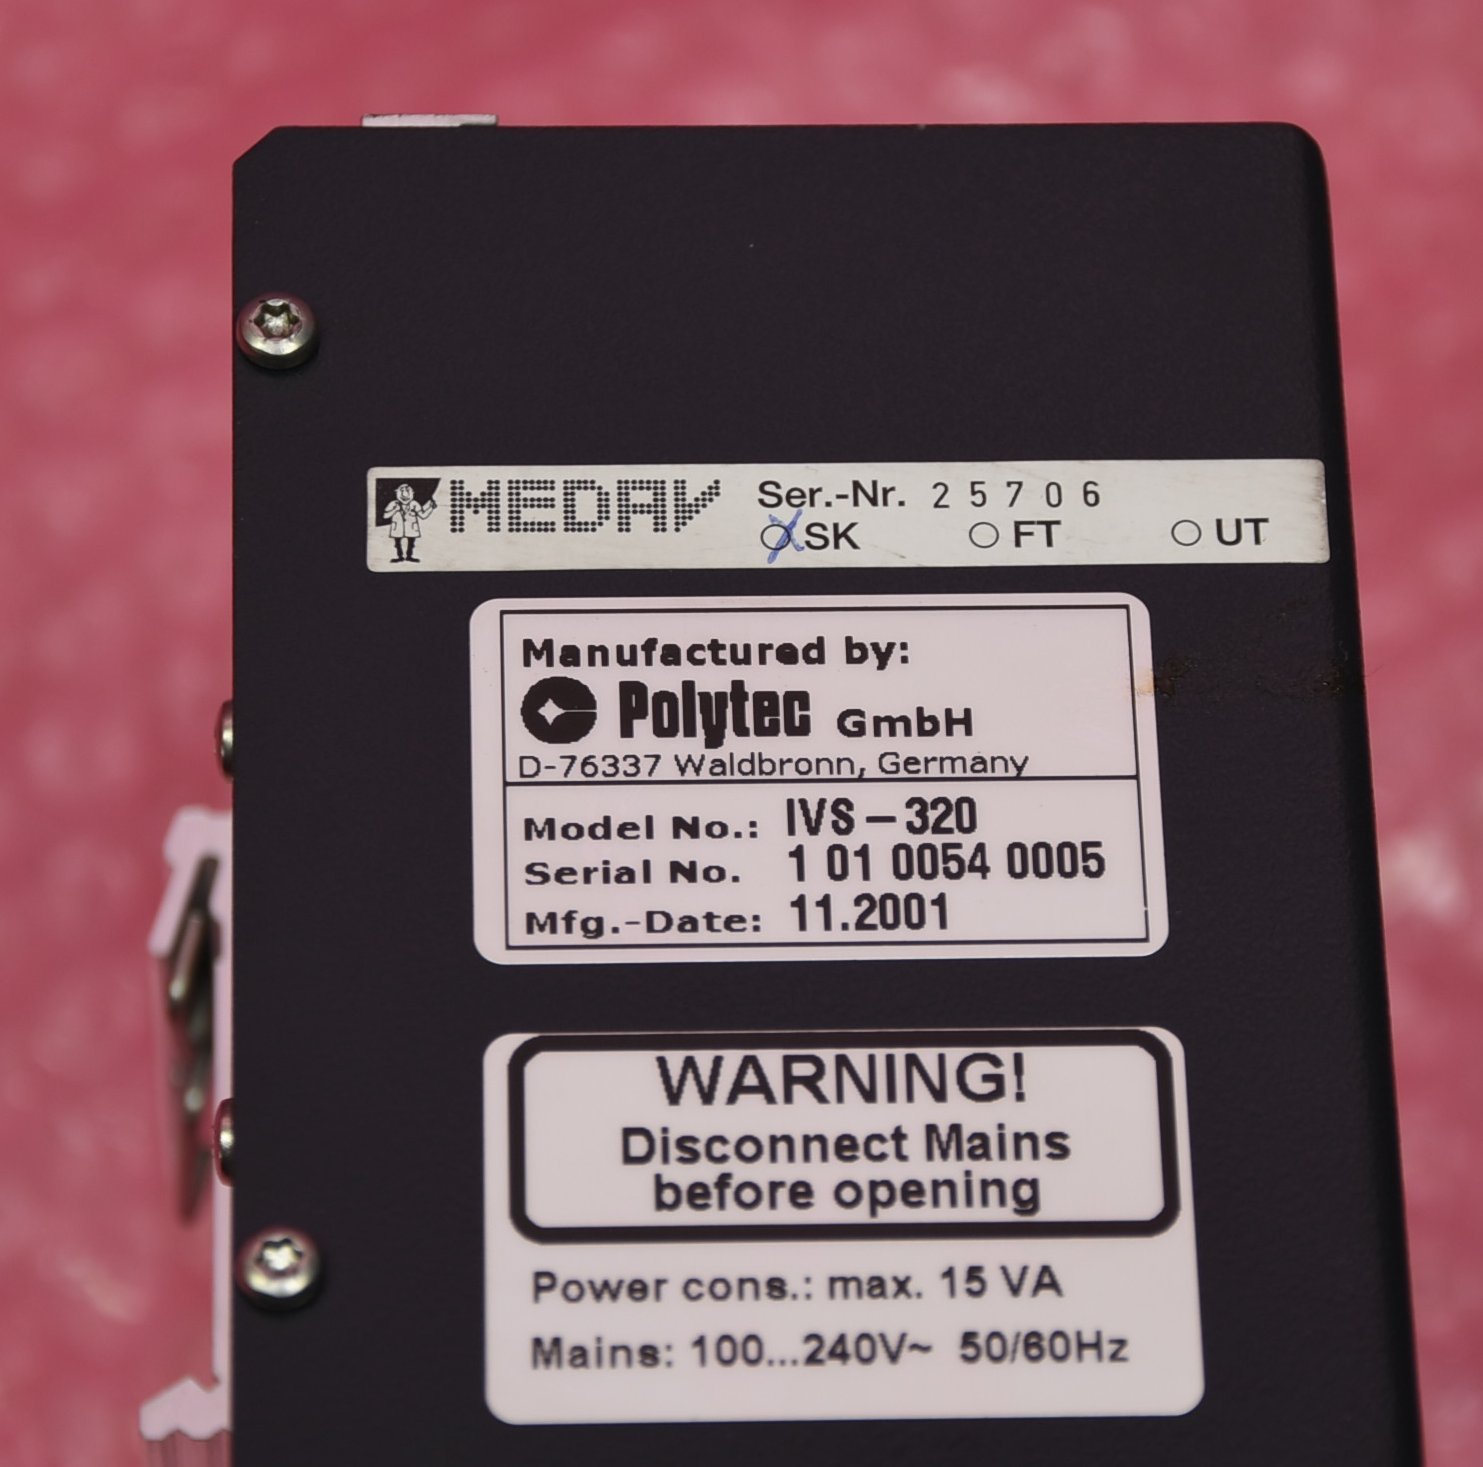 MEDAV Ser.-Nr. 25706
SK FT UT
Manufactured by:
Polytec GmbH
D-76337 Waldbronn, Germany
Model No.: IVS-320
Serial No. 1 01 0054 0005
Mfg.-Date: 11.2001
WARNING!
Disconnect Mains
before opening
Power cons.: max. 15 VA
Mains: 100...240V~ 50/60Hz